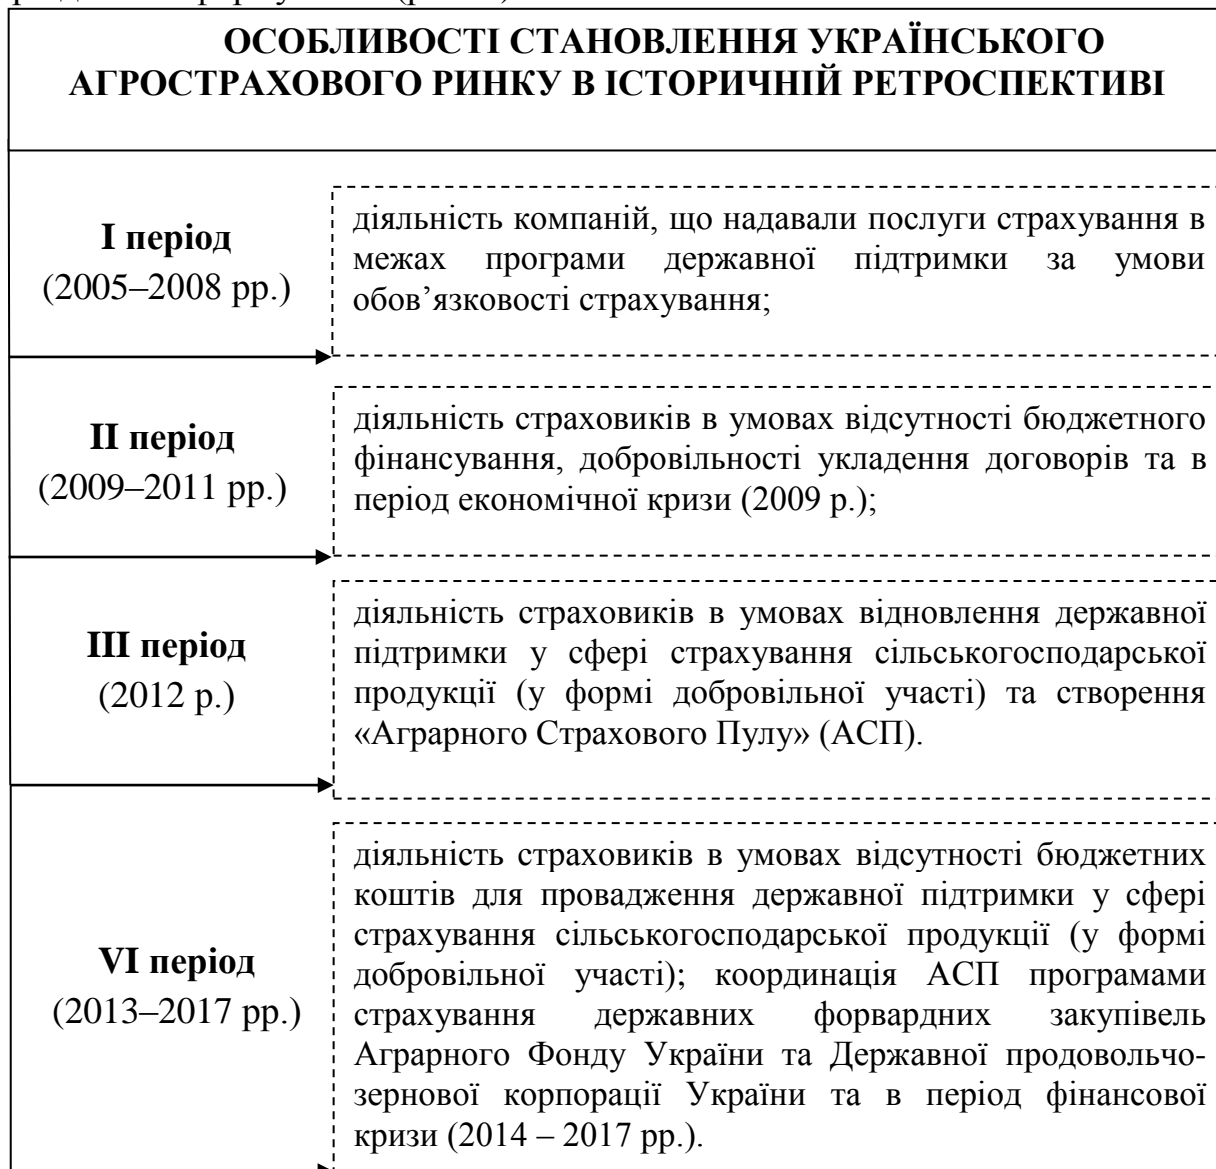 ОСОБЛИВОСТІ СТАНОВЛЕННЯ УКРАЇНСЬКОГО
АГРОСТРАХОВОГО РИНКУ В ІСТОРИЧНІЙ РЕТРОСПЕКТИВІ
І період
(2005–2008 рр.)
діяльність компаній, що надавали послуги страхування в
межах програми державної підтримки за умови
обов’язковості страхування;
ІІ період
(2009–2011 рр.)
діяльність страховиків в умовах відсутності бюджетного
фінансування, добровільності укладення договорів та в
період економічної кризи (2009 р.);
ІІІ період
(2012 р.)
діяльність страховиків в умовах відновлення державної
підтримки у сфері страхування сільськогосподарської
продукції (у формі добровільної участі) та створення
«Аграрного Страхового Пулу» (АСП).
VI період
(2013–2017 рр.)
діяльність страховиків в умовах відсутності бюджетних
коштів для провадження державної підтримки у сфері
страхування сільськогосподарської продукції (у формі
добровільної участі); координація АСП програмами
страхування державних форвардних закупівель
Аграрного Фонду України та Державної продовольчо-
зернової корпорації України та в період фінансової
кризи (2014 – 2017 рр.).